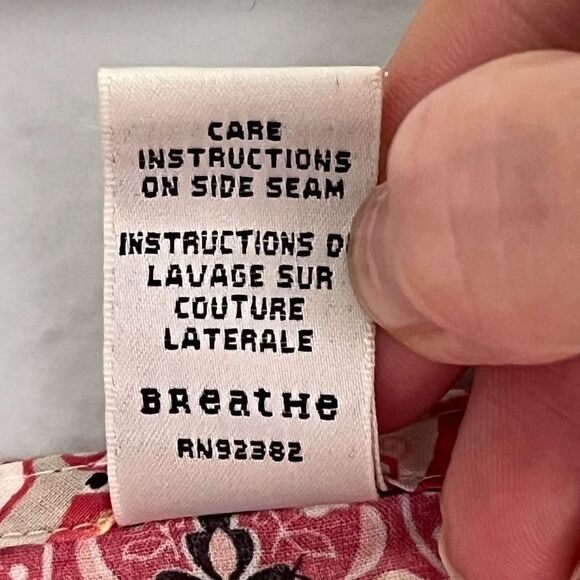 CARE
INSTRUCTIONS
ON SIDE SEAM
INSTRUCTIONS
LAVAGE SUR
COUTURE
LATERALE
BReatHe
RN92382